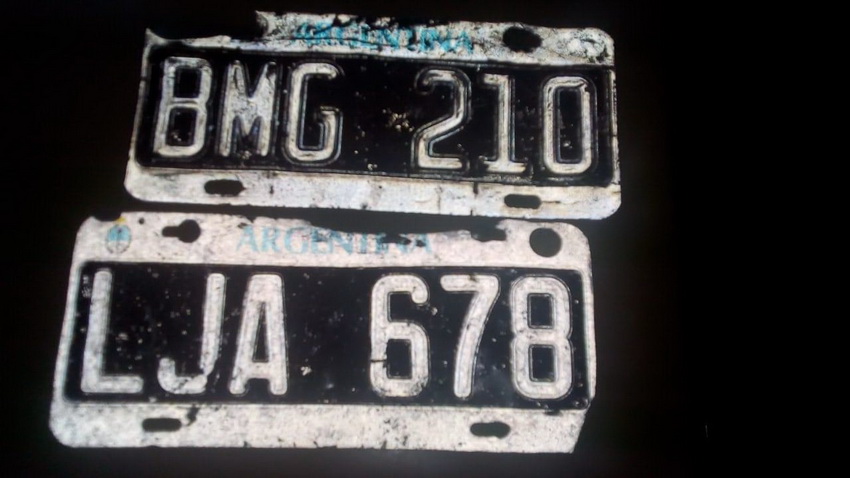 ARGENTINA
BMG 210
ARGENTINA
LJA 678